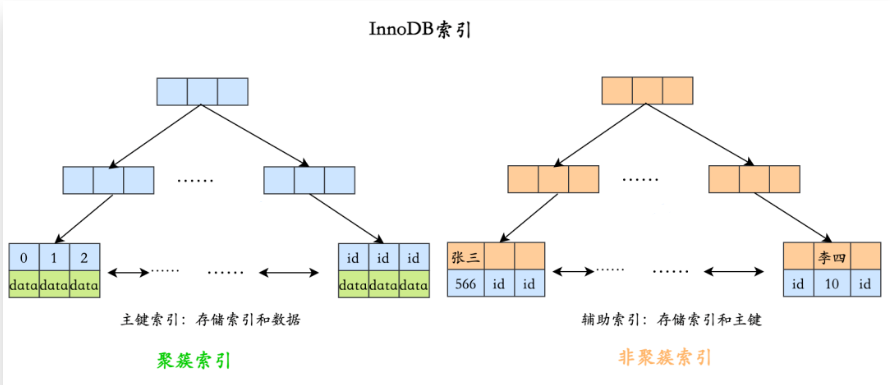 InnoDB索引
......
......
0 1 2
id id id
张三
李四
data data data
...... ......
data data data
566 id id
...... ......
id 10 id
主键索引：存储索引和数据
辅助索引：存储索引和主键
聚簇索引
非聚簇索引